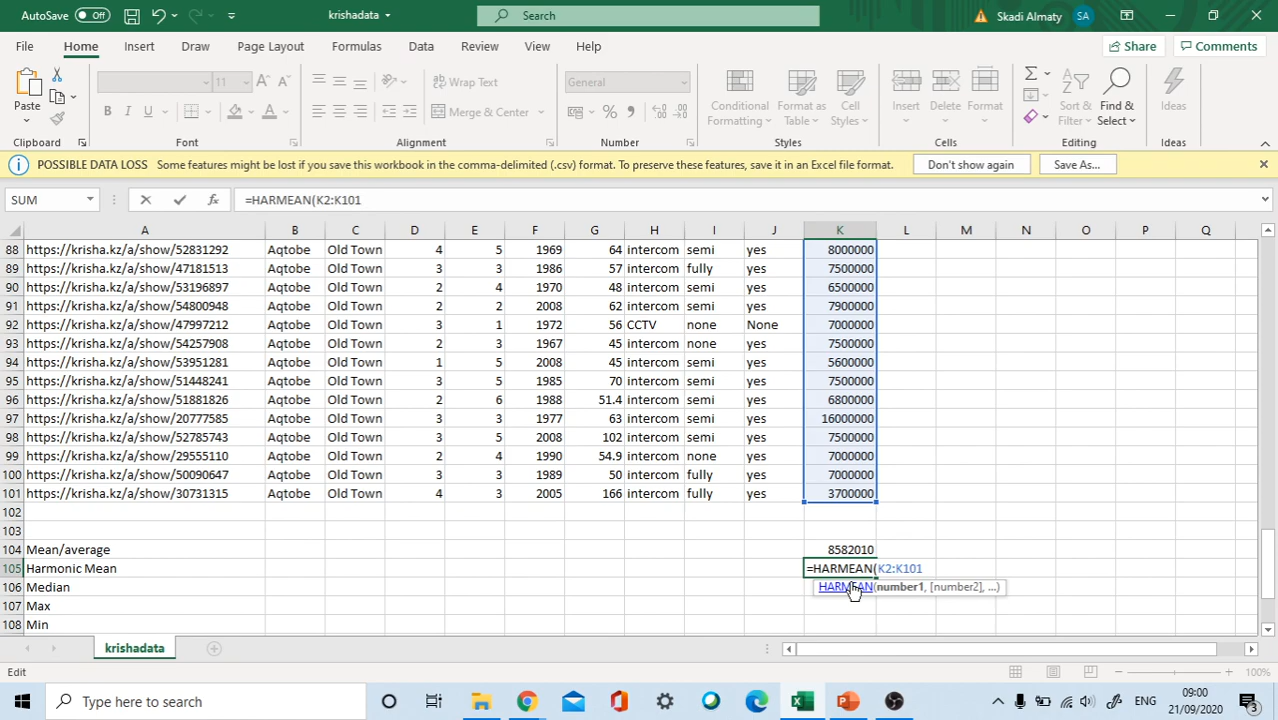 AutoSave Off krishadata Search Skadi Almaty SA
File Home Insert Draw Page Layout Formulas Data Review View Help Share Comments
Paste 11 B I U Wrap Text Merge & Center General % Conditional Formatting Format as Table Cell Styles Insert Delete Format Sort & Filter Find & Select Ideas
Clipboard Font Alignment Number Styles Cells Editing Ideas
POSSIBLE DATA LOSS Some features might be lost if you save this workbook in the comma-delimited (.csv) format. To preserve these features, save it in an Excel file format. Don't show again Save As...
SUM =HARMEAN(K2:K101
A B C D E F G H I J K L M N O P Q
88 https://krisha.kz/a/show/52831292 Aqtobe Old Town 4 5 1969 64 intercom semi yes 8000000
89 https://krisha.kz/a/show/47181513 Aqtobe Old Town 3 3 1986 57 intercom fully yes 7500000
90 https://krisha.kz/a/show/53196897 Aqtobe Old Town 2 4 1970 48 intercom semi yes 6500000
91 https://krisha.kz/a/show/54800948 Aqtobe Old Town 2 2 2008 62 intercom semi yes 7900000
92 https://krisha.kz/a/show/47997212 Aqtobe Old Town 3 1 1972 56 CCTV none None 7000000
93 https://krisha.kz/a/show/54257908 Aqtobe Old Town 2 3 1967 45 intercom none yes 7500000
94 https://krisha.kz/a/show/53951281 Aqtobe Old Town 1 5 2008 45 intercom semi yes 5600000
95 https://krisha.kz/a/show/51448241 Aqtobe Old Town 3 5 1985 70 intercom semi yes 7500000
96 https://krisha.kz/a/show/51881826 Aqtobe Old Town 2 6 1988 51.4 intercom semi yes 6800000
97 https://krisha.kz/a/show/20777585 Aqtobe Old Town 3 3 1977 63 intercom semi yes 16000000
98 https://krisha.kz/a/show/52785743 Aqtobe Old Town 3 5 2008 102 intercom semi yes 7500000
99 https://krisha.kz/a/show/29555110 Aqtobe Old Town 2 4 1990 54.9 intercom none yes 7000000
100 https://krisha.kz/a/show/50090647 Aqtobe Old Town 3 3 1989 50 intercom fully yes 7000000
101 https://krisha.kz/a/show/30731315 Aqtobe Old Town 4 3 2005 166 intercom fully yes 3700000
102
103
104 Mean/average 8582010
105 Harmonic Mean =HARMEAN(K2:K101
106 Median HARMEAN(number1, [number2], ...)
107 Max
108 Min
krishadata
Edit 100%
Type here to search ENG 09:00
21/09/2020 3